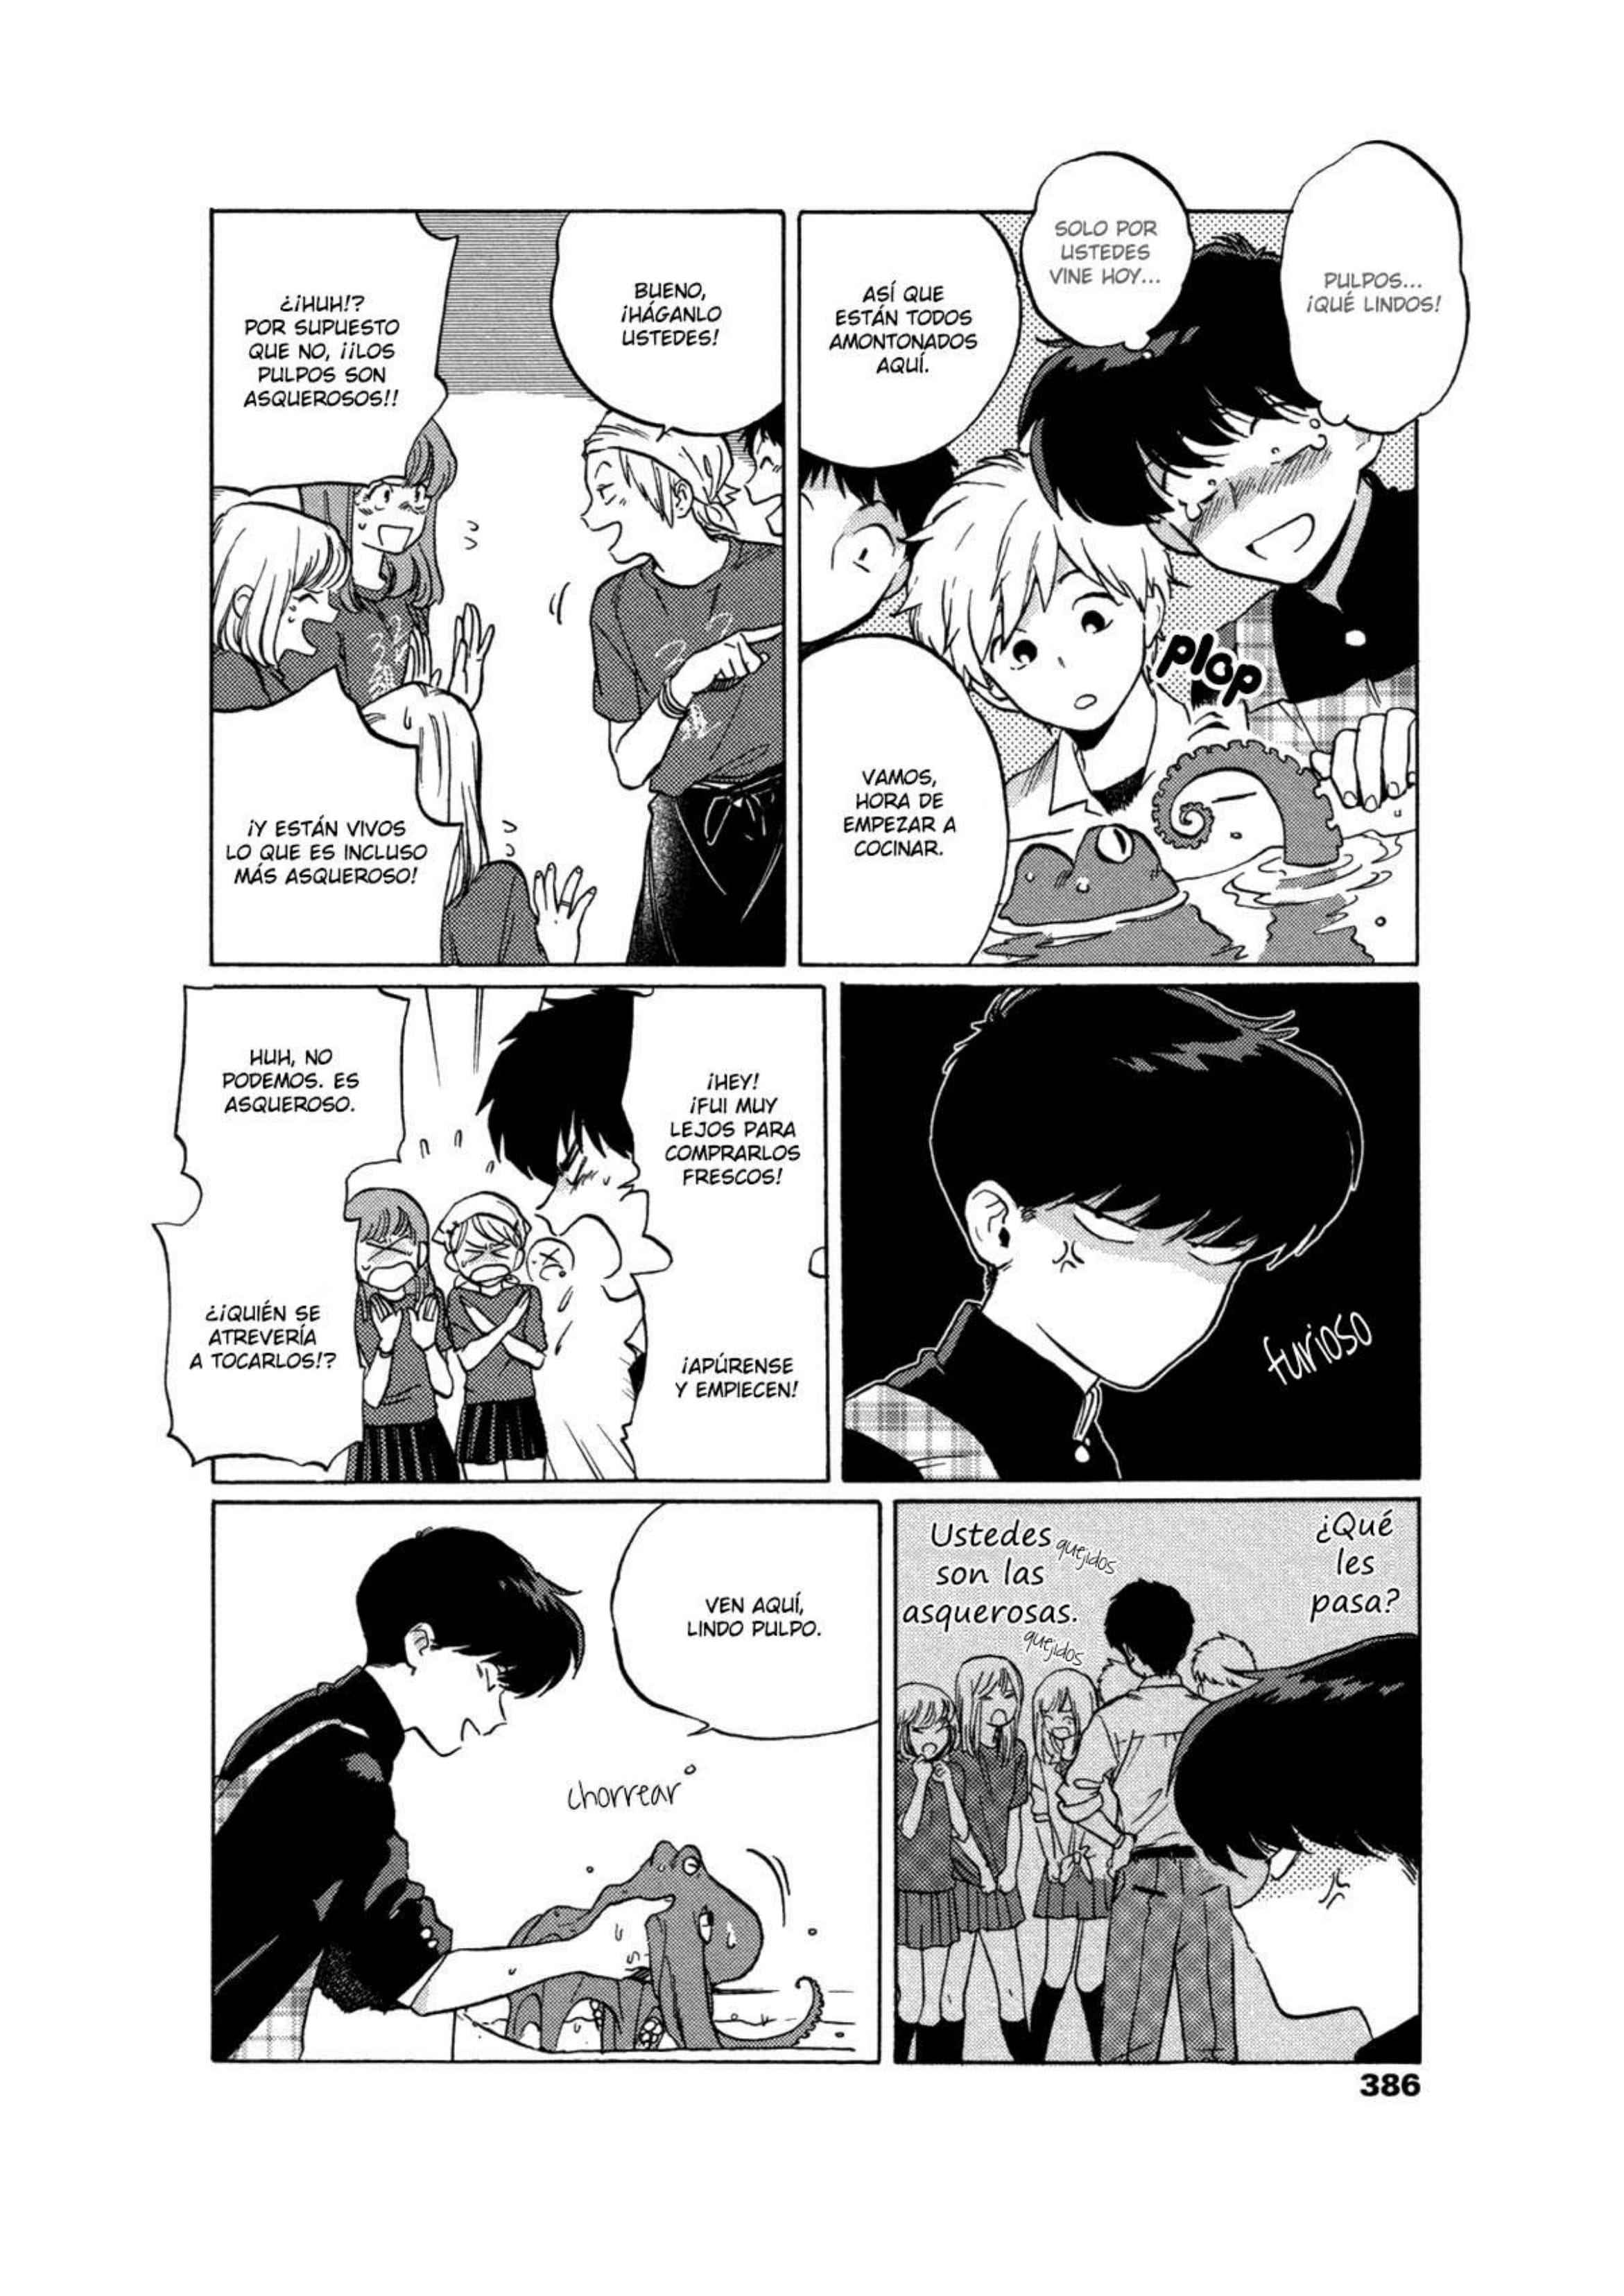 PULPOS...
¡QUÉ LINDOS!
SOLO POR
USTEDES
VINE HOY...
ASÍ QUE
ESTÁN TODOS
AMONTONADOS
AQUÍ.
plop
VAMOS,
HORA DE
EMPEZAR A
COCINAR.
BUENO,
¡HÁGANLO
USTEDES!
¿¡HUH!?
POR SUPUESTO
QUE NO, ¡¡LOS
PULPOS SON
ASQUEROSOS!!
¡Y ESTÁN VIVOS
LO QUE ES INCLUSO
MÁS ASQUEROSO!
furioso
¡HEY!
¡FUI MUY
LEJOS PARA
COMPRARLOS
FRESCOS!
¡APÚRENSE
Y EMPIECEN!
HUH, NO
PODEMOS. ES
ASQUEROSO.
¿¡QUIÉN SE
ATREVERÍA
A TOCARLOS!?
¿Qué
les
pasa?
Ustedes
son las
asquerosas.
quejidos
quejidos
VEN AQUÍ,
LINDO PULPO.
chorrear
386